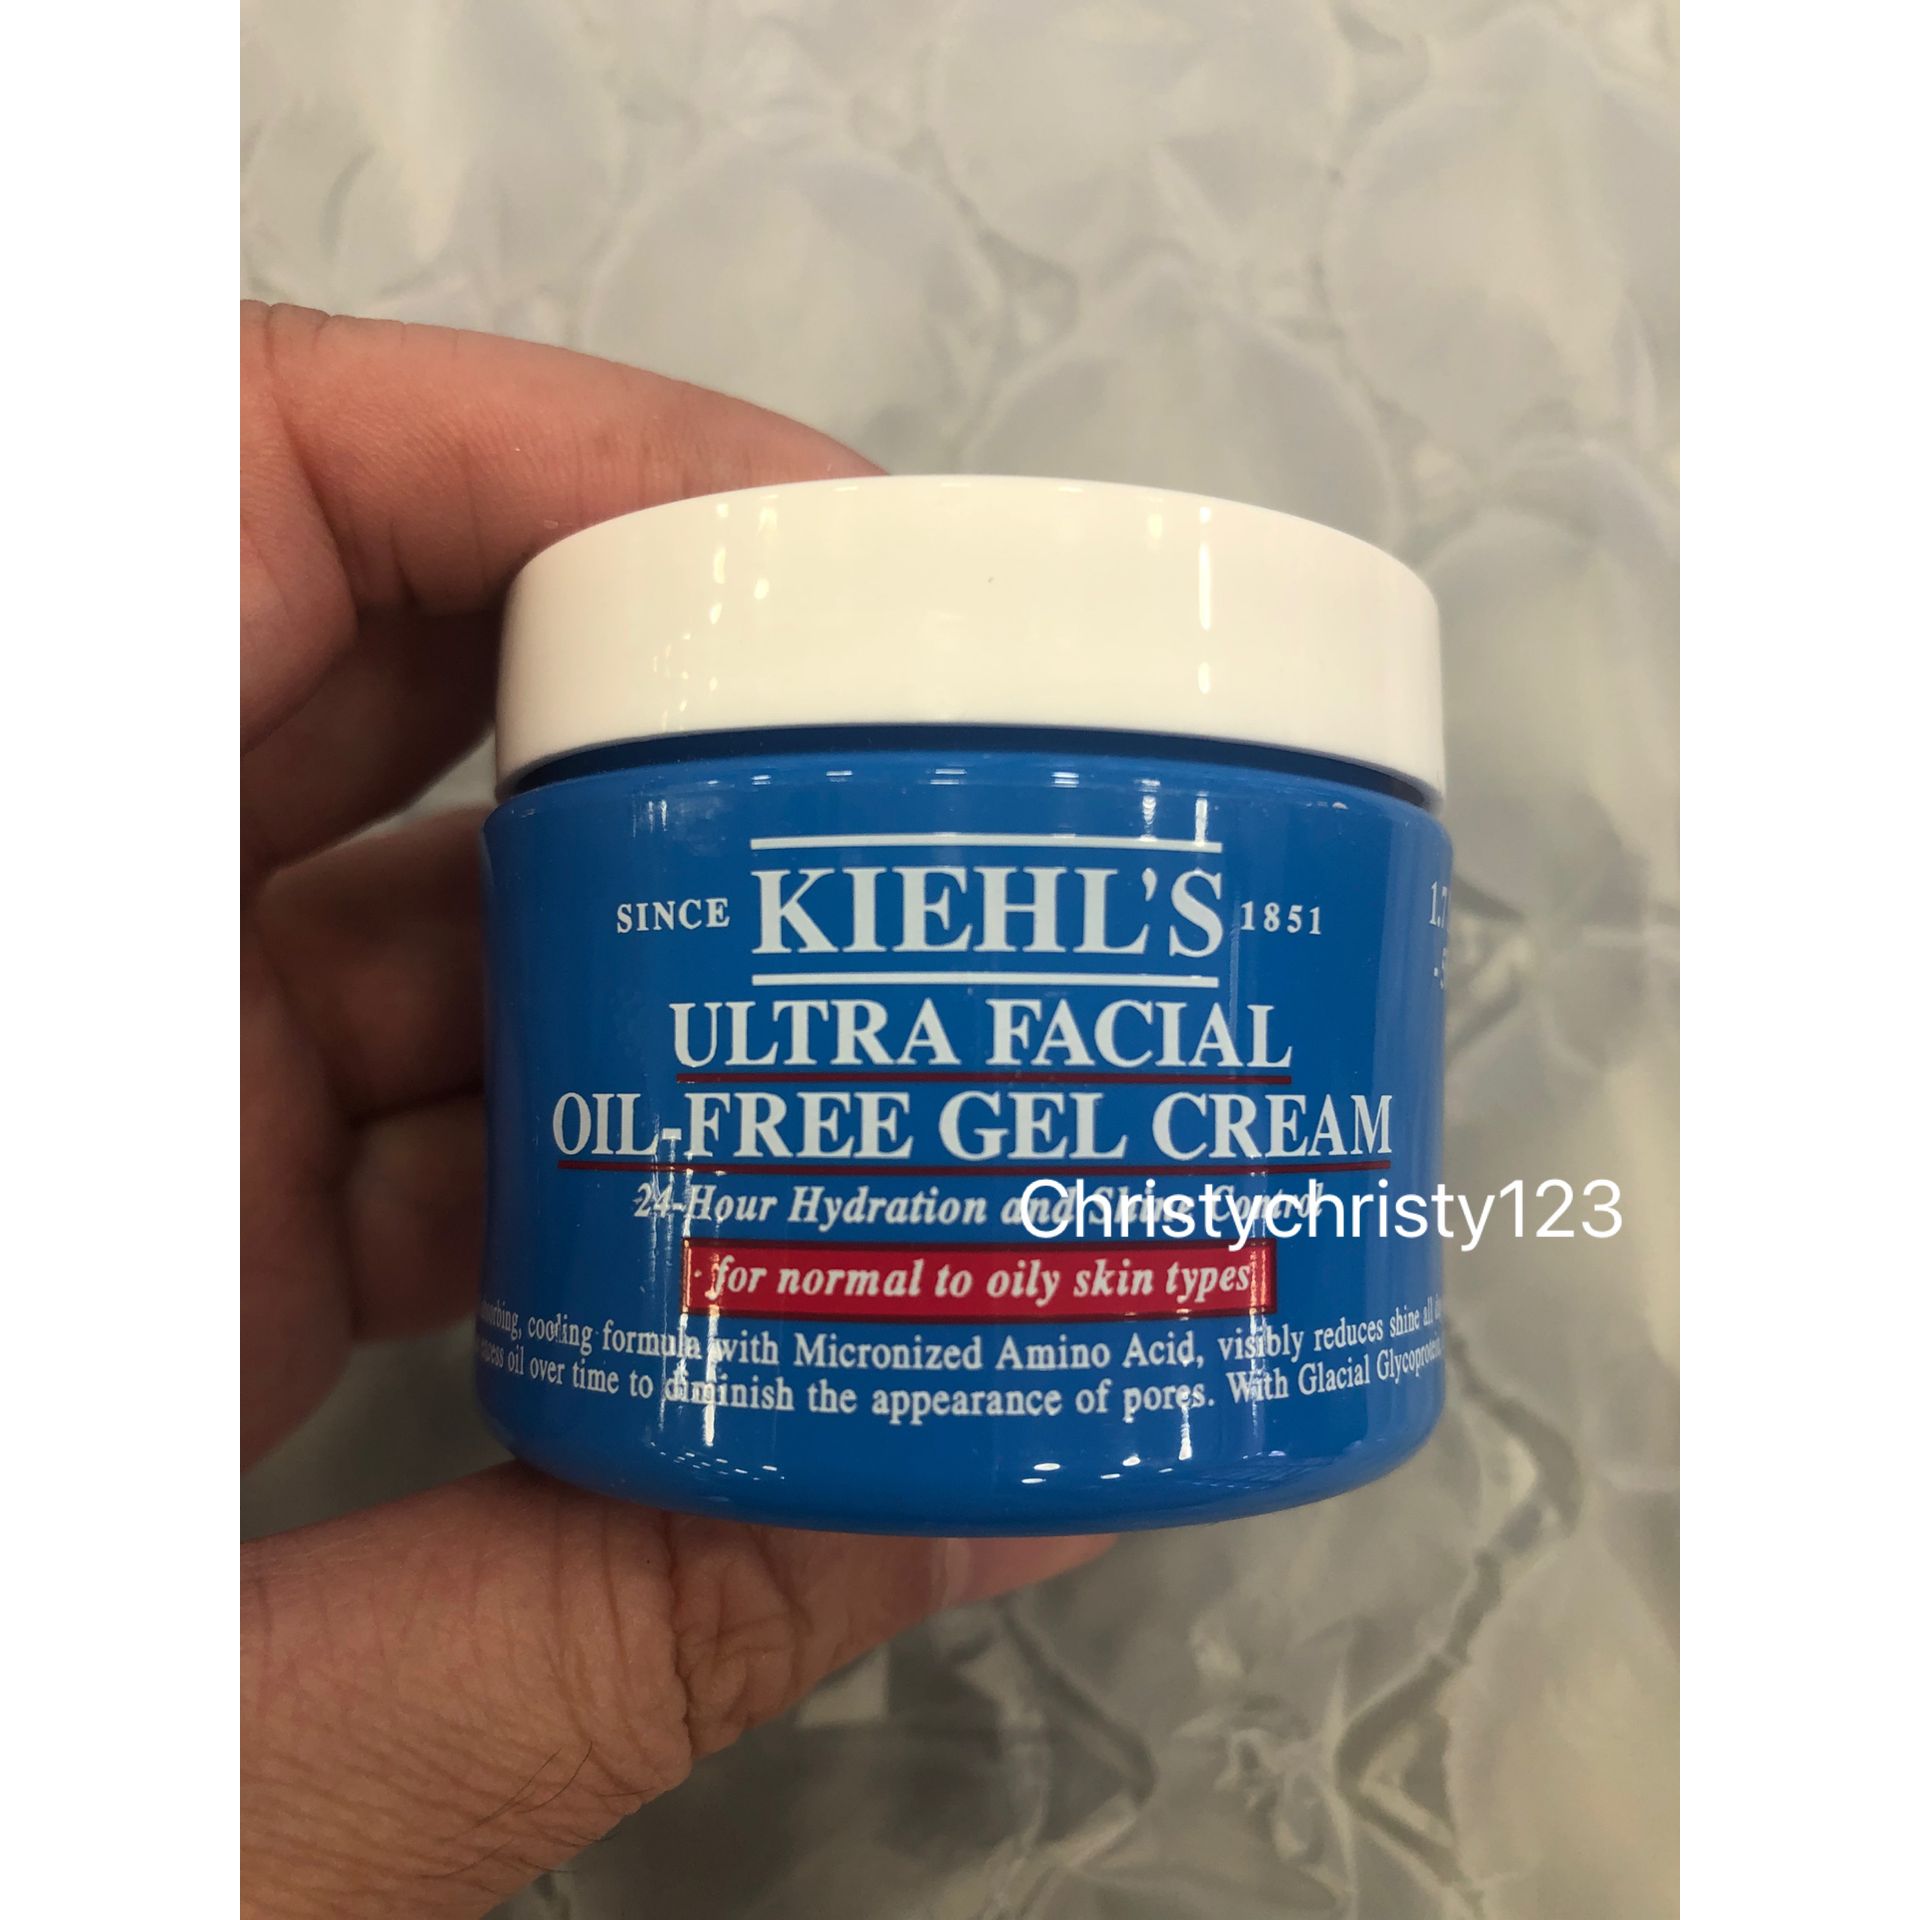 SINCE KIEHL'S 1851
ULTRA FACIAL
OIL-FREE GEL CREAM
24-Hour Hydration and Shine Control
Christychristy123
for normal to oily skin types
cooling formula with Micronized Amino Acid, visibly reduces shine all
oil over time to diminish the appearance of pores. With Glacial